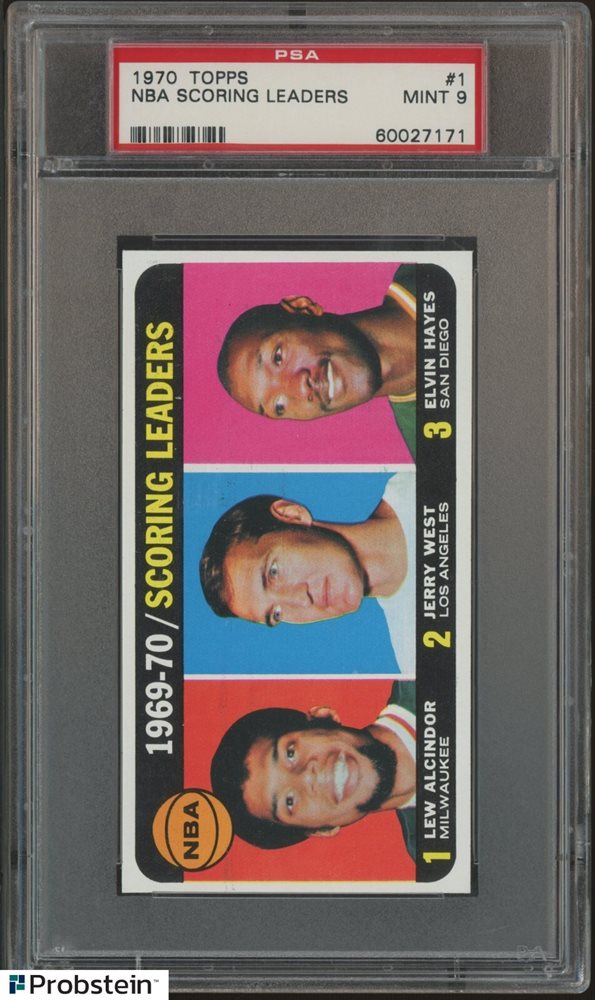 PSA
1970 TOPPS #1
NBA SCORING LEADERS MINT 9
60027171
1969-70/SCORING LEADERS
NBA
1 LEW ALCINDOR
MILWAUKEE
2 JERRY WEST
LOS ANGELES
3 ELVIN HAYES
SAN DIEGO
Probstein™